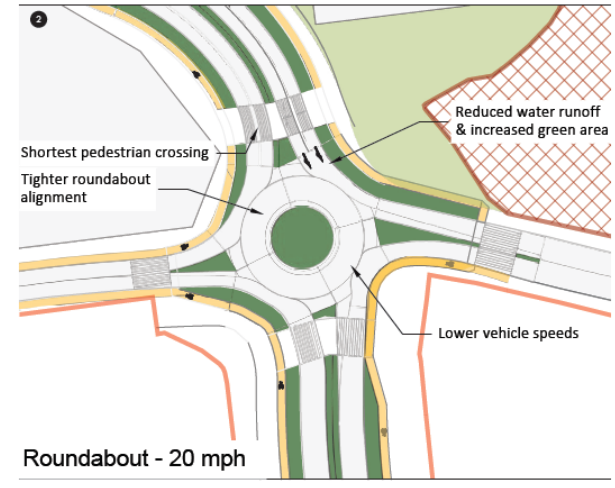 2
Reduced water runoff
& increased green area
Shortest pedestrian crossing
Tighter roundabout
alignment
Lower vehicle speeds
Roundabout - 20 mph